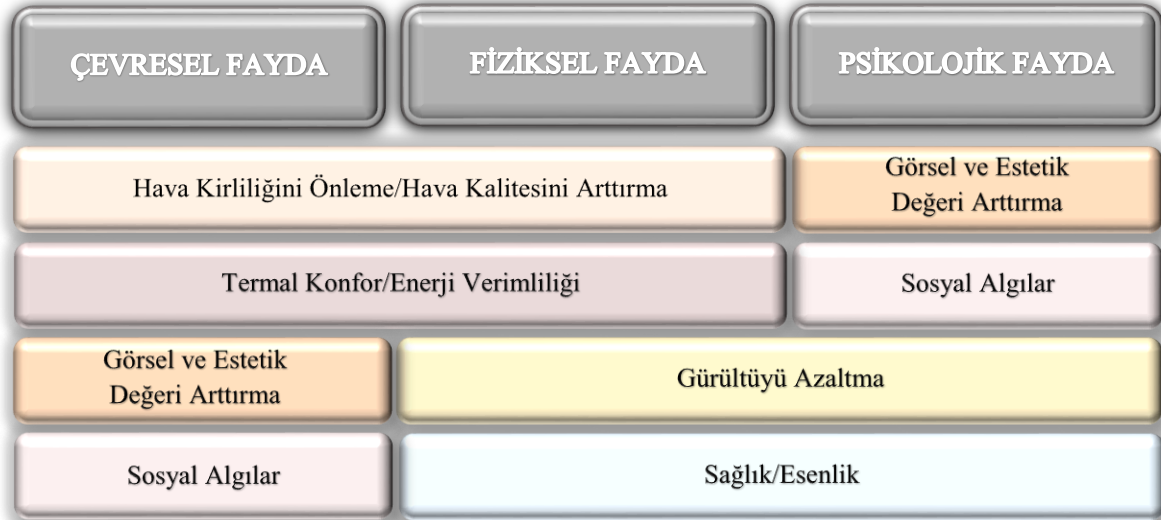 ÇEVRESEL FAYDA
FİZİKSEL FAYDA
PSİKOLOJİK FAYDA
Hava Kirliliğini Önleme/Hava Kalitesini Arttırma
Görsel ve Estetik
Değeri Arttırma
Termal Konfor/Enerji Verimliliği
Sosyal Algılar
Görsel ve Estetik
Değeri Arttırma
Gürültüyü Azaltma
Sosyal Algılar
Sağlık/Esenlik